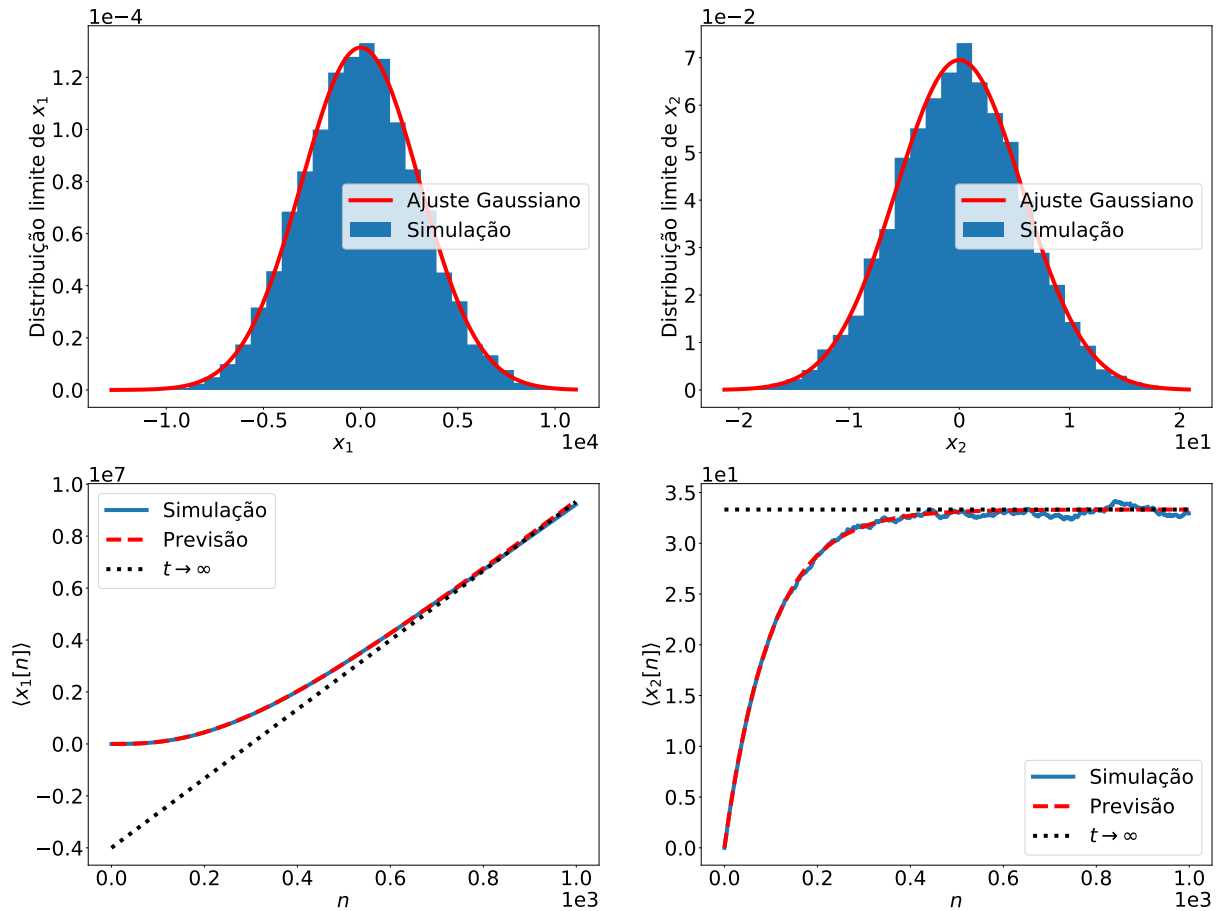 1e−4
Distribuição limite de x₁
1.2
1.0
0.8
0.6
0.4
0.2
0.0
Ajuste Gaussiano
Simulação
−1.0
−0.5
0.0
0.5
1.0
1e4
x₁
1e−2
Distribuição limite de x₂
7
6
5
4
3
2
1
0
Ajuste Gaussiano
Simulação
−2
−1
0
1
2
1e1
x₂
1e7
⟨x₁[n]⟩
1.0
0.8
0.6
0.4
0.2
0.0
−0.2
−0.4
Simulação
Previsão
t → ∞
0.0
0.2
0.4
0.6
0.8
1.0
1e3
n
1e1
⟨x₂[n]⟩
3.5
3.0
2.5
2.0
1.5
1.0
0.5
0.0
Simulação
Previsão
t → ∞
0.0
0.2
0.4
0.6
0.8
1.0
1e3
n